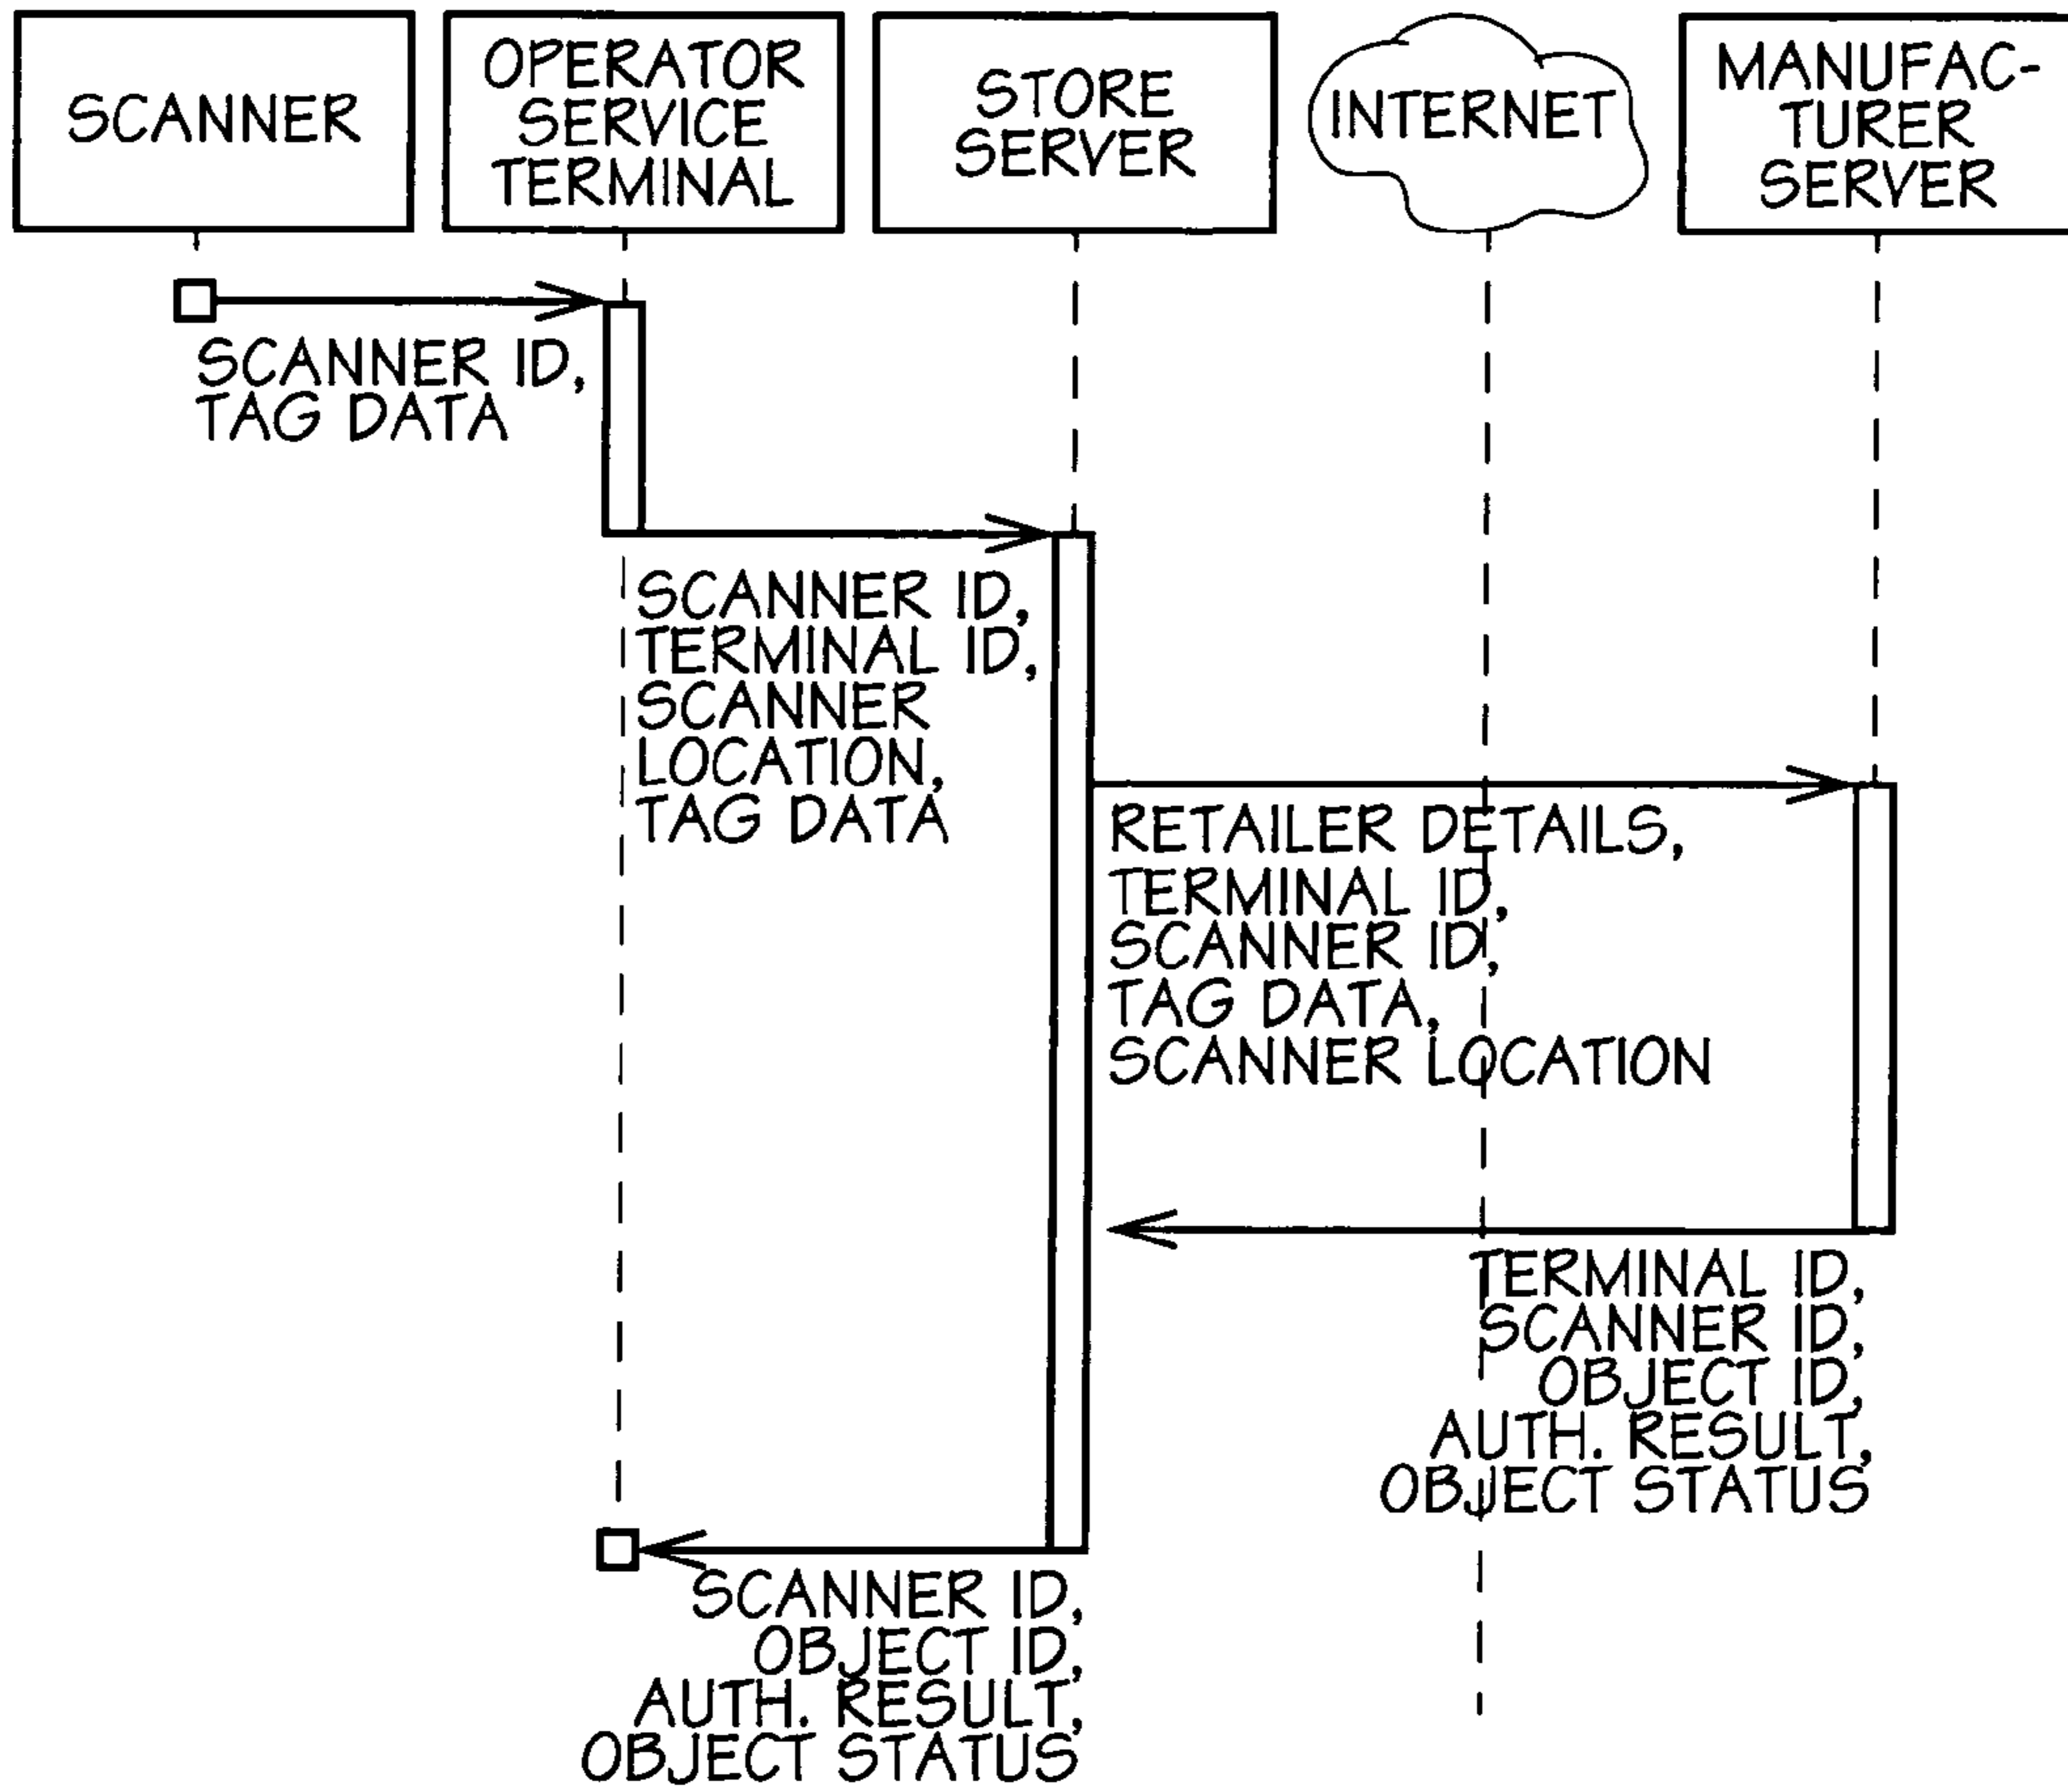 SCANNER
OPERATOR
SERVICE
TERMINAL
STORE
SERVER
INTERNET
MANUFAC-
TURER
SERVER
SCANNER ID,
TAG DATA
SCANNER ID,
TERMINAL ID,
SCANNER
LOCATION,
TAG DATA
RETAILER DETAILS,
TERMINAL ID,
SCANNER ID,
TAG DATA,
SCANNER LOCATION
TERMINAL ID,
SCANNER ID,
OBJECT ID,
AUTH. RESULT,
OBJECT STATUS
SCANNER ID,
OBJECT ID,
AUTH. RESULT,
OBJECT STATUS